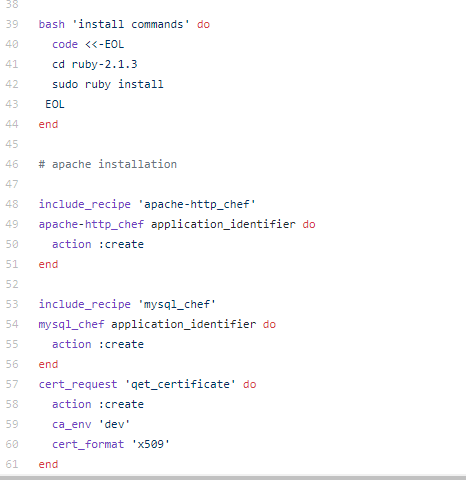 38
39 bash 'install commands' do
40   code <<-EOL
41   cd ruby-2.1.3
42   sudo ruby install
43  EOL
44 end
45
46 # apache installation
47
48 include_recipe 'apache-http_chef'
49 apache-http_chef application_identifier do
50   action :create
51 end
52
53 include_recipe 'mysql_chef'
54 mysql_chef application_identifier do
55   action :create
56 end
57 cert_request 'qet_certificate' do
58   action :create
59   ca_env 'dev'
60   cert_format 'x509'
61 end